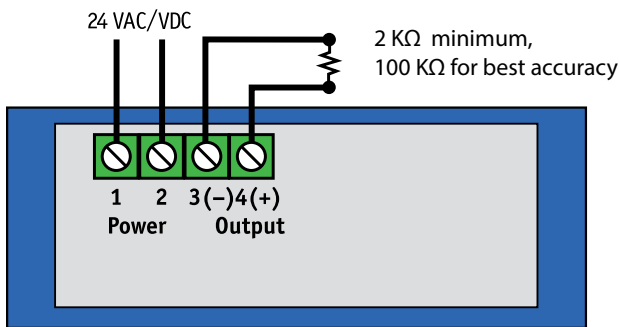 24 VAC/VDC
2 KΩ minimum,
100 KΩ for best accuracy
1 2 3(–)4(+)
Power Output